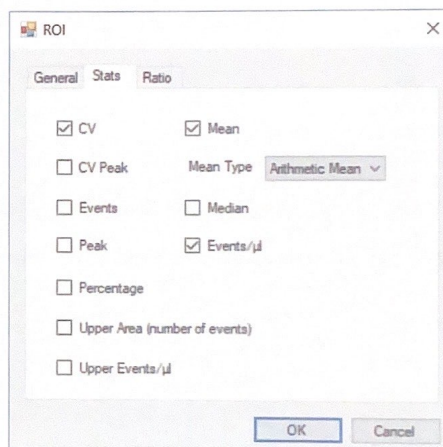 ROI
General Stats Ratio
CV Mean
CV Peak Mean Type Arithmetic Mean
Events Median
Peak Events/µl
Percentage
Upper Area (number of events)
Upper Events/µl
OK Cancel